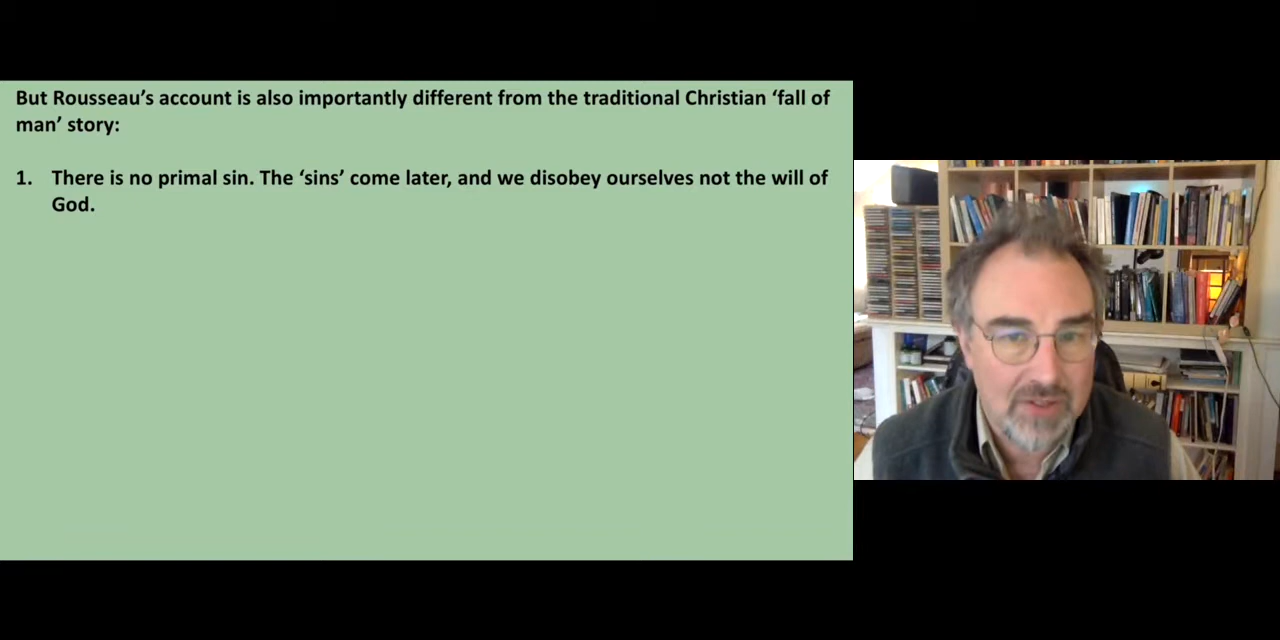 But Rousseau’s account is also importantly different from the traditional Christian ‘fall of
man’ story:
1. There is no primal sin. The ‘sins’ come later, and we disobey ourselves not the will of
God.